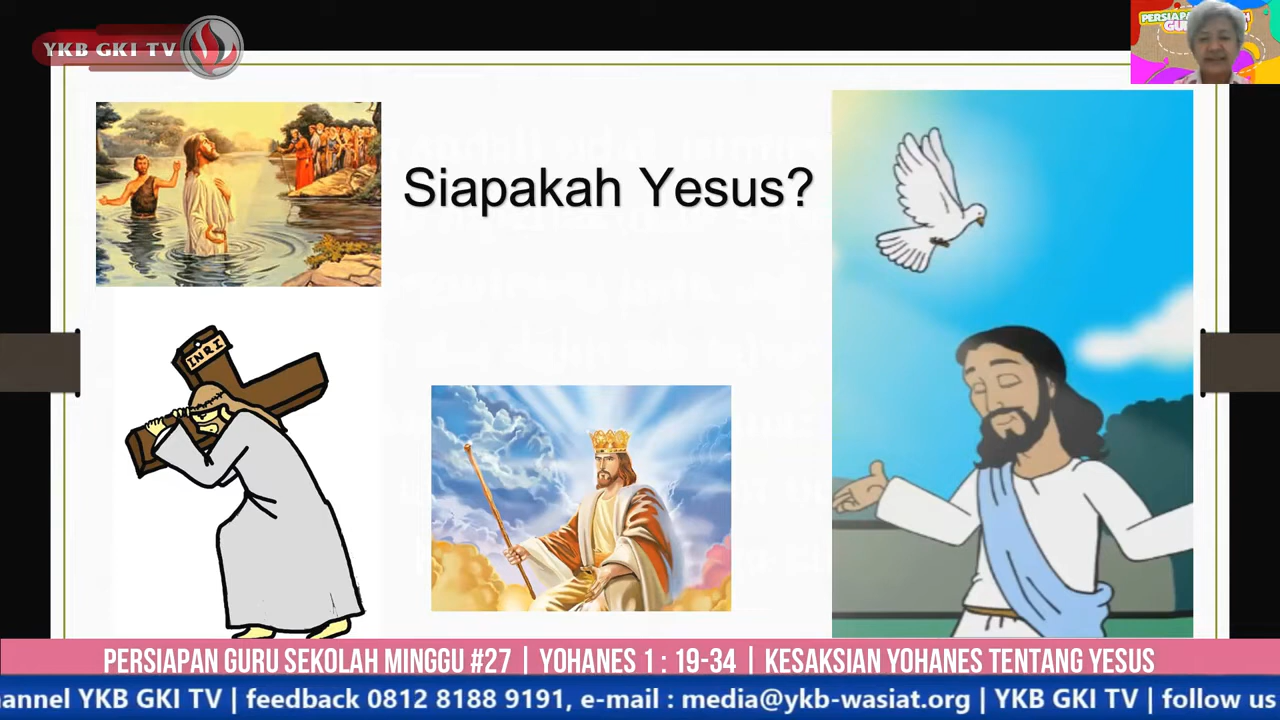 YKB GKI TV
Siapakah Yesus?
INRI
PERSIAPAN GURU SEKOLAH MINGGU #27 | YOHANES 1 : 19-34 | KESAKSIAN YOHANES TENTANG YESUS
hannel YKB GKI TV | feedback 0812 8188 9191, e-mail : media@ykb-wasiat.org | YKB GKI TV | follow us